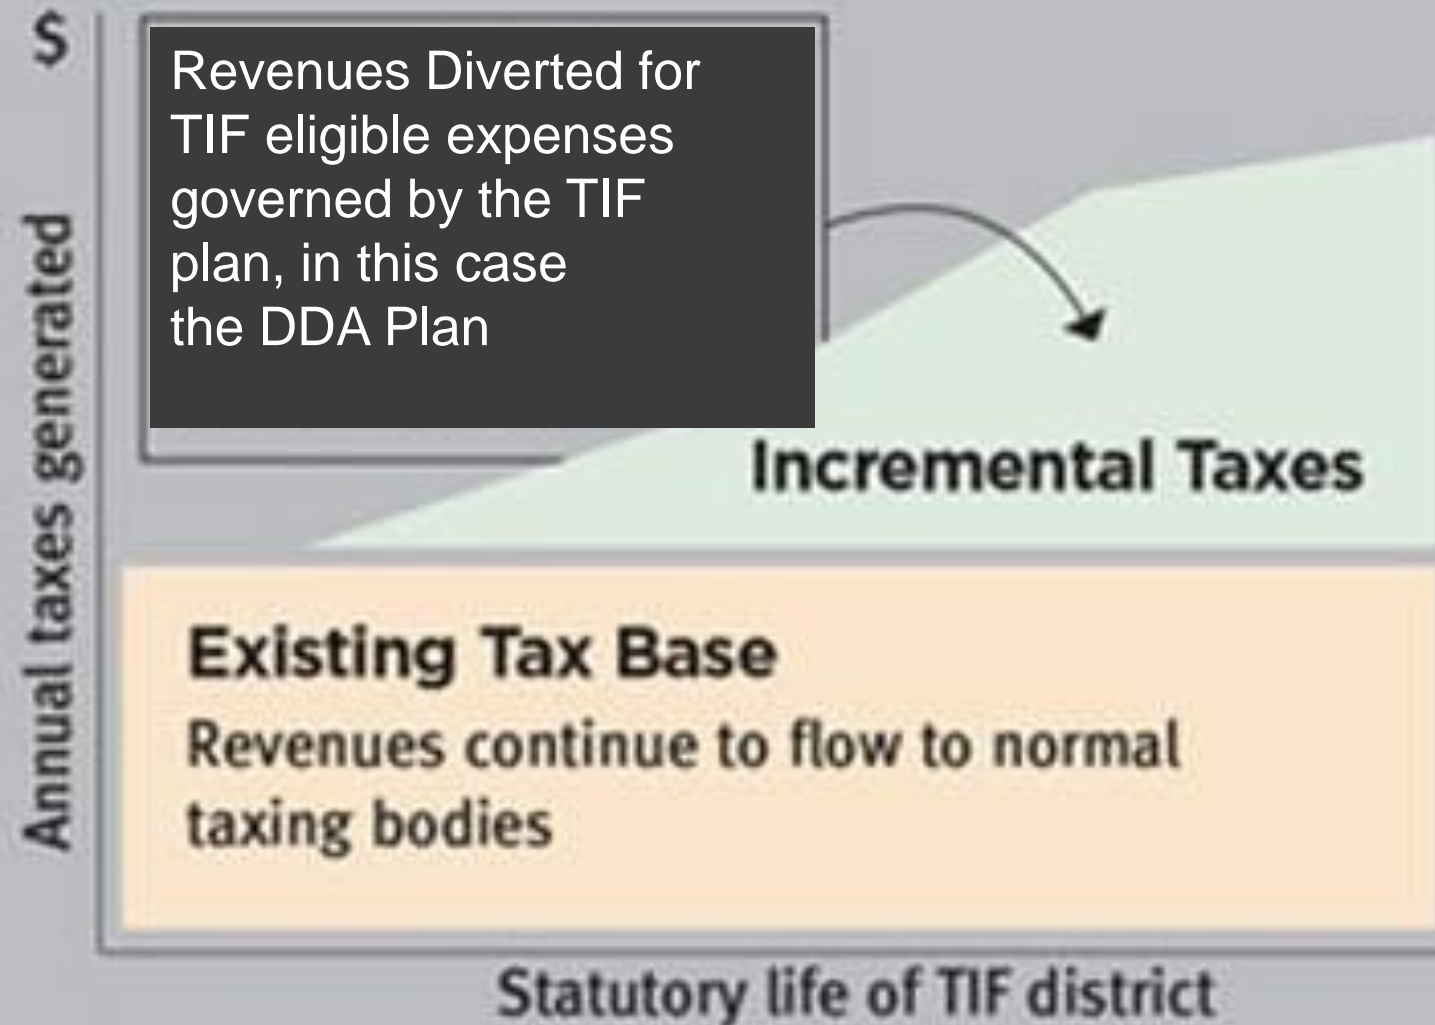 $
Revenues Diverted for
TIF eligible expenses
governed by the TIF
plan, in this case
the DDA Plan
Annual taxes generated
Incremental Taxes
Existing Tax Base
Revenues continue to flow to normal
taxing bodies
Statutory life of TIF district